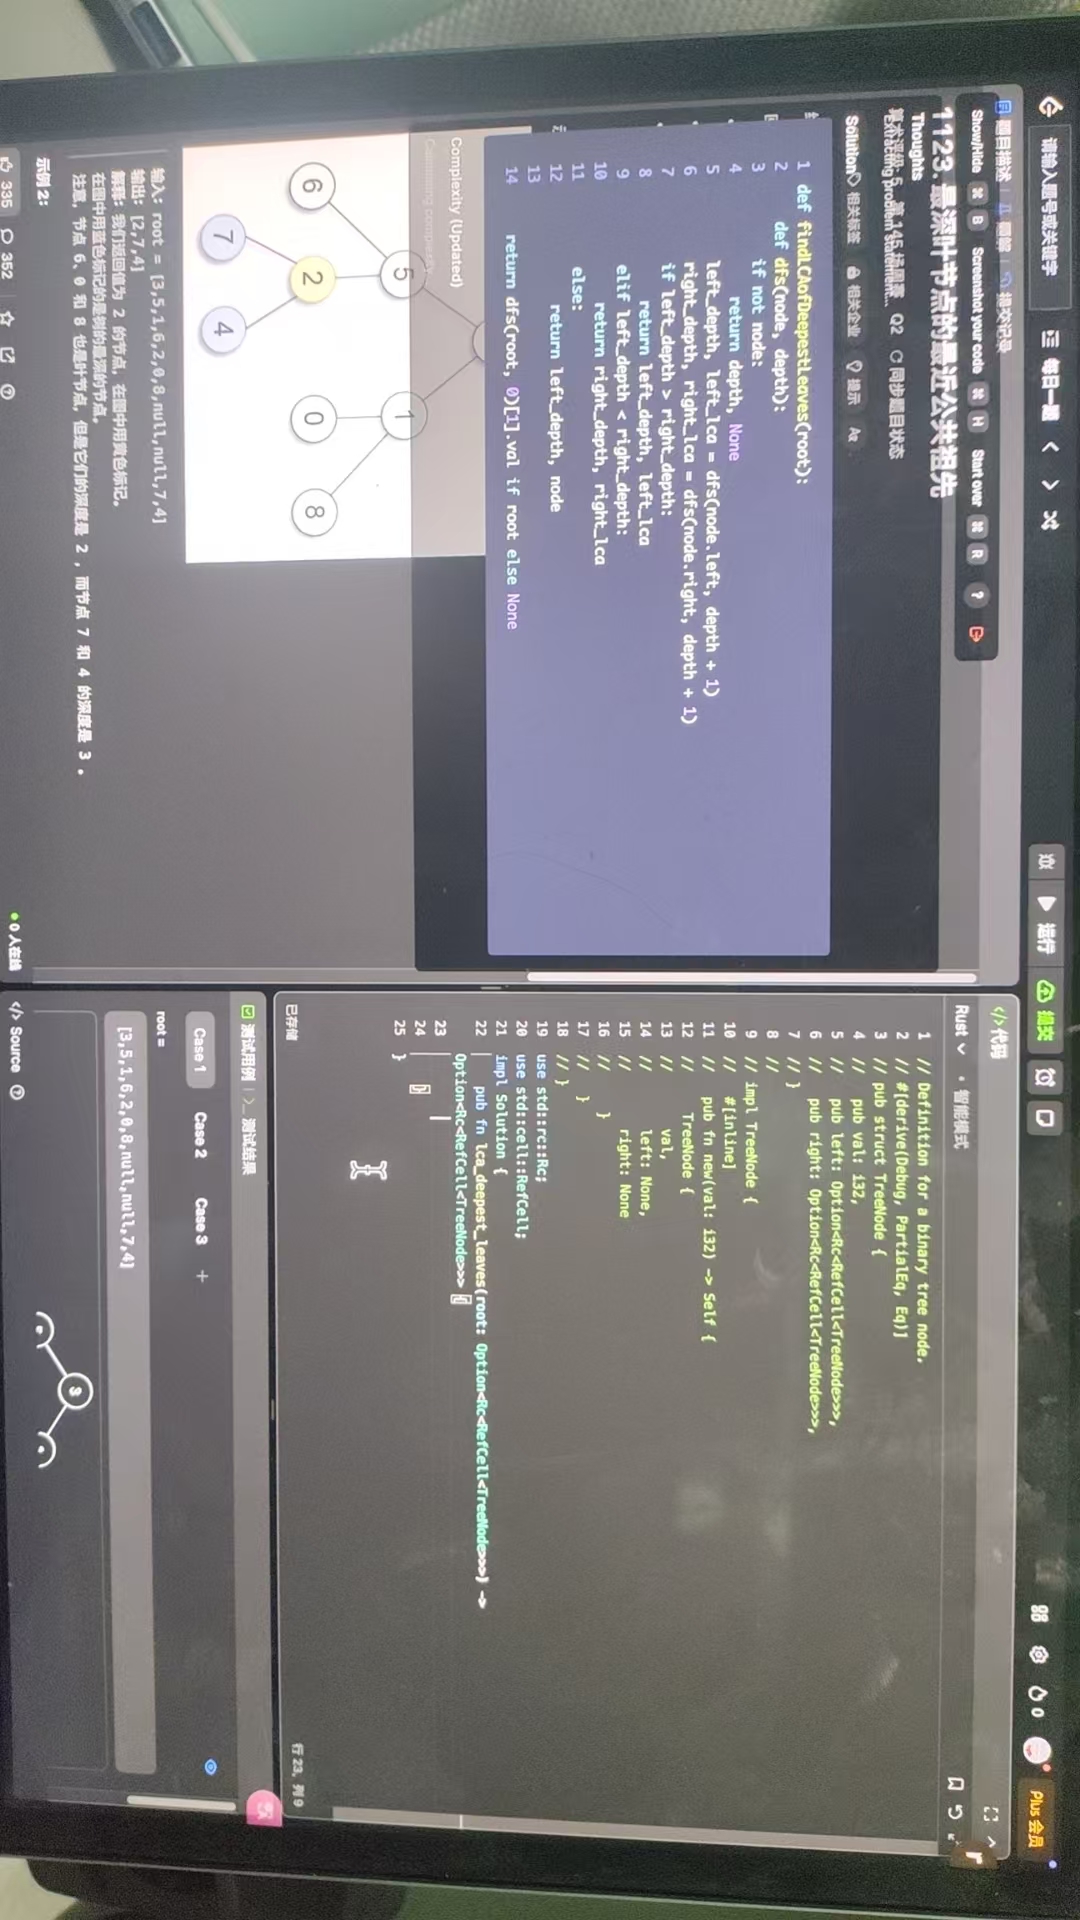 请输入题号或关键字
每日一题
运行
提交
0
Plus 会员
题目描述
题解
提交记录
Show/Hide ⌘ B Screenshot your code ⌘ H Start over ⌘ R ?
1123. 最深叶节点的最近公共祖先
Thoughts
第 145 场周赛 Q2 同步题目状态
Solution 相关标签 相关企业 提示 Aa
1 def findLCAofDeepestLeaves(root):
2 def dfs(node, depth):
3 if not node:
4 return depth, None
5 left_depth, left_lca = dfs(node.left, depth + 1)
6 right_depth, right_lca = dfs(node.right, depth + 1)
7 if left_depth > right_depth:
8 return left_depth, left_lca
9 elif left_depth < right_depth:
10 return right_depth, right_lca
11 else:
12 return left_depth, node
13
14 return dfs(root, 0)[1].val if root else None
Complexity (Updated)
5
1
6
2
0
8
7
4
输入：root = [3,5,1,6,2,0,8,null,null,7,4]
输出：[2,7,4]
解释：我们返回值为 2 的节点，在图中用黄色标记。
在图中用蓝色标记的是树的最深的节点。
注意，节点 6、0 和 8 也是叶节点，但是它们的深度是 2 ，而节点 7 和 4 的深度是 3 。
示例 2：
335
352
0 人在线
代码
Rust
智能模式
1 // Definition for a binary tree node.
2 // #[derive(Debug, PartialEq, Eq)]
3 // pub struct TreeNode {
4 // pub val: i32,
5 // pub left: Option<Rc<RefCell<TreeNode>>>,
6 // pub right: Option<Rc<RefCell<TreeNode>>>,
7 // }
8 //
9 // impl TreeNode {
10 // #[inline]
11 // pub fn new(val: i32) -> Self {
12 // TreeNode {
13 // val,
14 // left: None,
15 // right: None
16 // }
17 // }
18 // }
19 use std::rc::Rc;
20 use std::cell::RefCell;
21 impl Solution {
22 pub fn lca_deepest_leaves(root: Option<Rc<RefCell<TreeNode>>>) ->
Option<Rc<RefCell<TreeNode>>> {
23
24 }
25 }
已存储
行 23, 列 9
测试用例
测试结果
Case 1 Case 2 Case 3 +
root =
[3,5,1,6,2,0,8,null,null,7,4]
3
Source